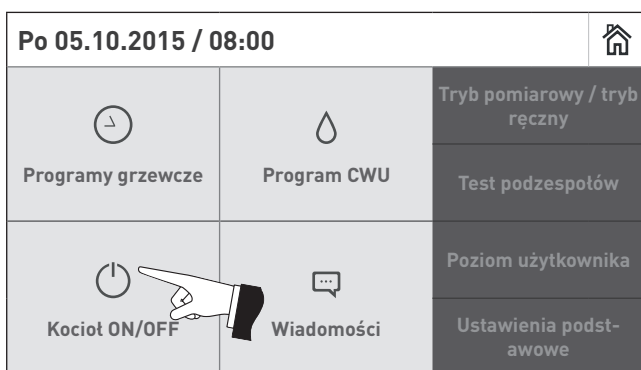 Po 05.10.2015 / 08:00
Programy grzewcze
Program CWU
Tryb pomiarowy / tryb
ręczny
Test podzespołów
Kocioł ON/OFF
Wiadomości
Poziom użytkownika
Ustawienia podst-
awowe